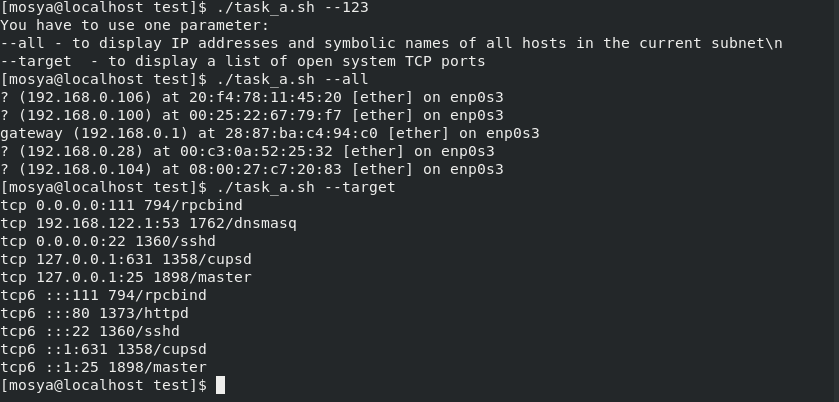 [mosya@localhost test]$ ./task_a.sh --123
You have to use one parameter:
--all - to display IP addresses and symbolic names of all hosts in the current subnet\n
--target  - to display a list of open system TCP ports
[mosya@localhost test]$ ./task_a.sh --all
? (192.168.0.106) at 20:f4:78:11:45:20 [ether] on enp0s3
? (192.168.0.100) at 00:25:22:67:79:f7 [ether] on enp0s3
gateway (192.168.0.1) at 28:87:ba:c4:94:c0 [ether] on enp0s3
? (192.168.0.28) at 00:c3:0a:52:25:32 [ether] on enp0s3
? (192.168.0.104) at 08:00:27:c7:20:83 [ether] on enp0s3
[mosya@localhost test]$ ./task_a.sh --target
tcp 0.0.0.0:111 794/rpcbind
tcp 192.168.122.1:53 1762/dnsmasq
tcp 0.0.0.0:22 1360/sshd
tcp 127.0.0.1:631 1358/cupsd
tcp 127.0.0.1:25 1898/master
tcp6 :::111 794/rpcbind
tcp6 :::80 1373/httpd
tcp6 :::22 1360/sshd
tcp6 ::1:631 1358/cupsd
tcp6 ::1:25 1898/master
[mosya@localhost test]$